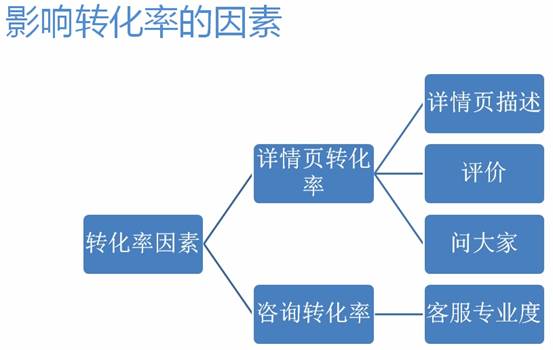 影响转化率的因素
详情页描述
详情页转化
率
评价
转化率因素
问大家
咨询转化率
客服专业度